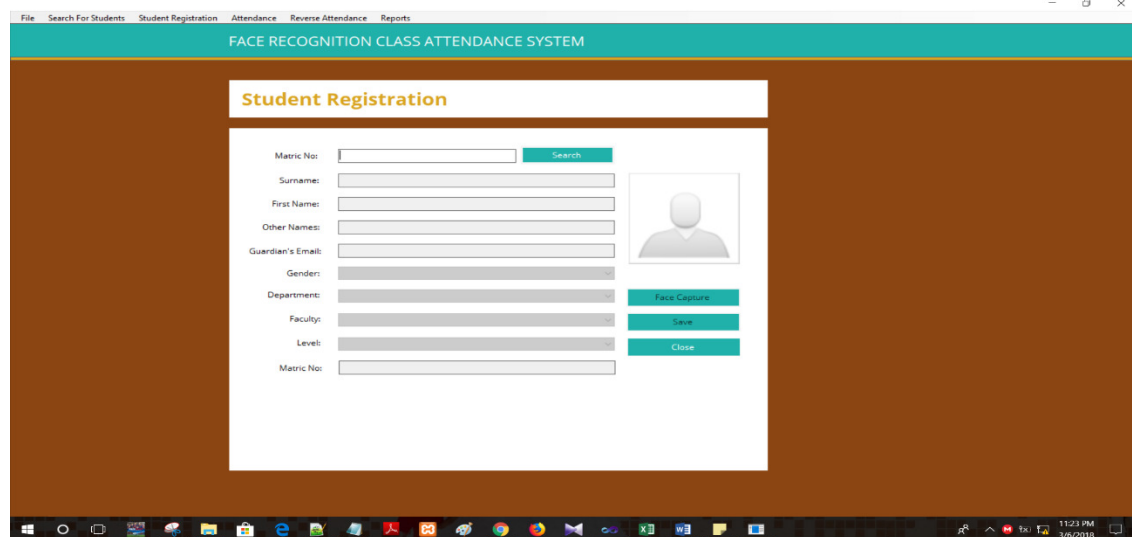 File Search For Students Student Registration Attendance Reverse Attendance Reports
FACE RECOGNITION CLASS ATTENDANCE SYSTEM
Student Registration
Matric No: Search
Surname:
First Name:
Other Names:
Guardian's Email:
Gender:
Department: Face Capture
Faculty: Save
Level: Close
Matric No:
11:23 PM
3/6/2018